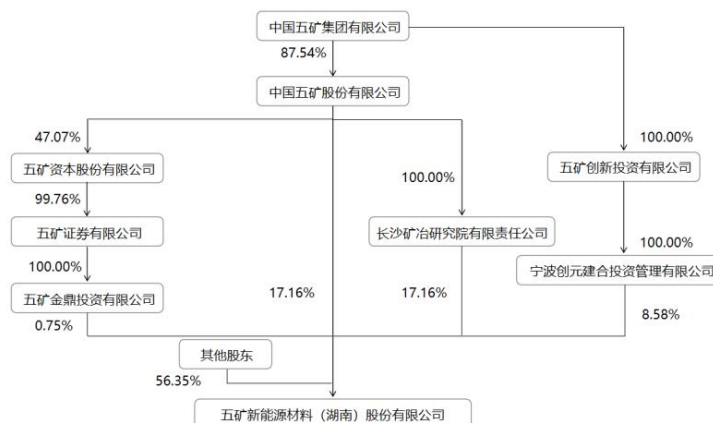 中国五矿集团有限公司
87.54%
中国五矿股份有限公司
47.07%
100.00%
五矿资本股份有限公司
五矿创新投资有限公司
100.00%
99.76%
五矿证券有限公司
长沙矿冶研究院有限责任公司
100.00%
100.00%
宁波创元建合投资管理有限公司
五矿金鼎投资有限公司
17.16%
17.16%
8.58%
0.75%
其他股东
56.35%
五矿新能源材料（湖南）股份有限公司